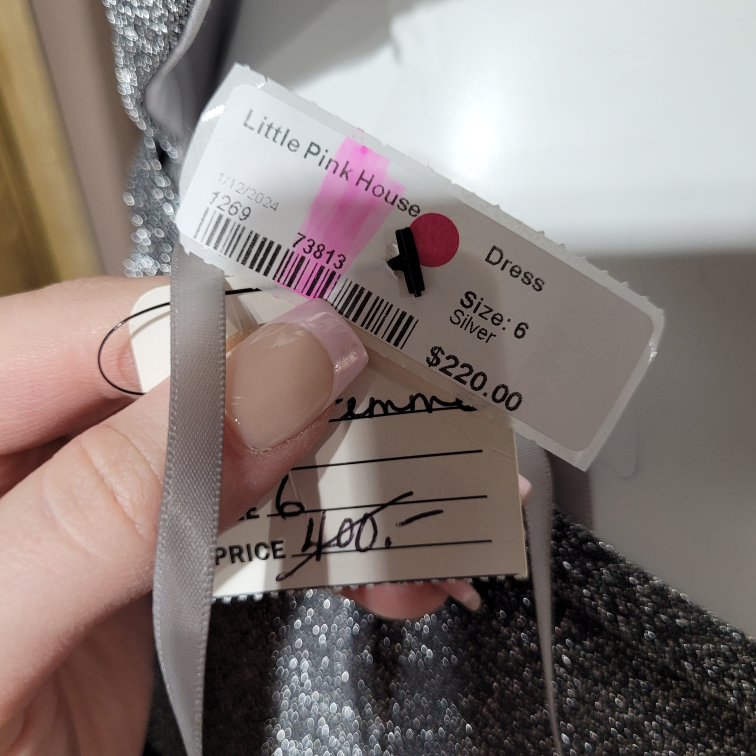 Little Pink House
1/12/2024
1269
73813
Dress
Size: 6
Silver
$220.00
6
PRICE 400.-